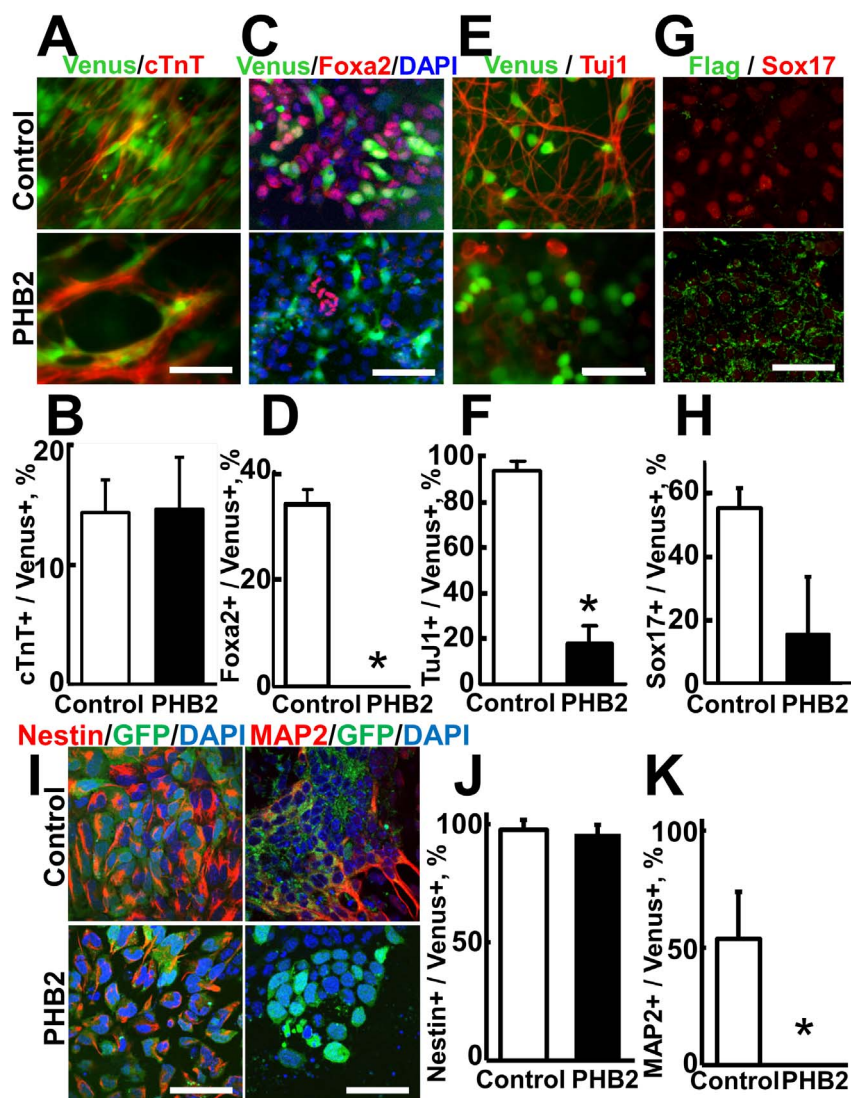 A
Venus/cTnT
C
Venus/Foxa2/DAPI
E
Venus / Tuj1
G
Flag / Sox17
Control
PHB2
B
cTnT+ / Venus+, %
20
10
0
Control PHB2
D
Foxa2+ / Venus+, %
40
20
0
*
Control PHB2
F
TuJ1+ / Venus+, %
100
80
60
40
20
0
*
Control PHB2
H
Sox17+ / Venus+, %
60
40
20
0
Control PHB2
Nestin/GFP/DAPI
MAP2/GFP/DAPI
I
Control
PHB2
J
Nestin+ / Venus+, %
100
50
0
Control PHB2
K
MAP2+ / Venus+, %
100
50
0
*
Control PHB2